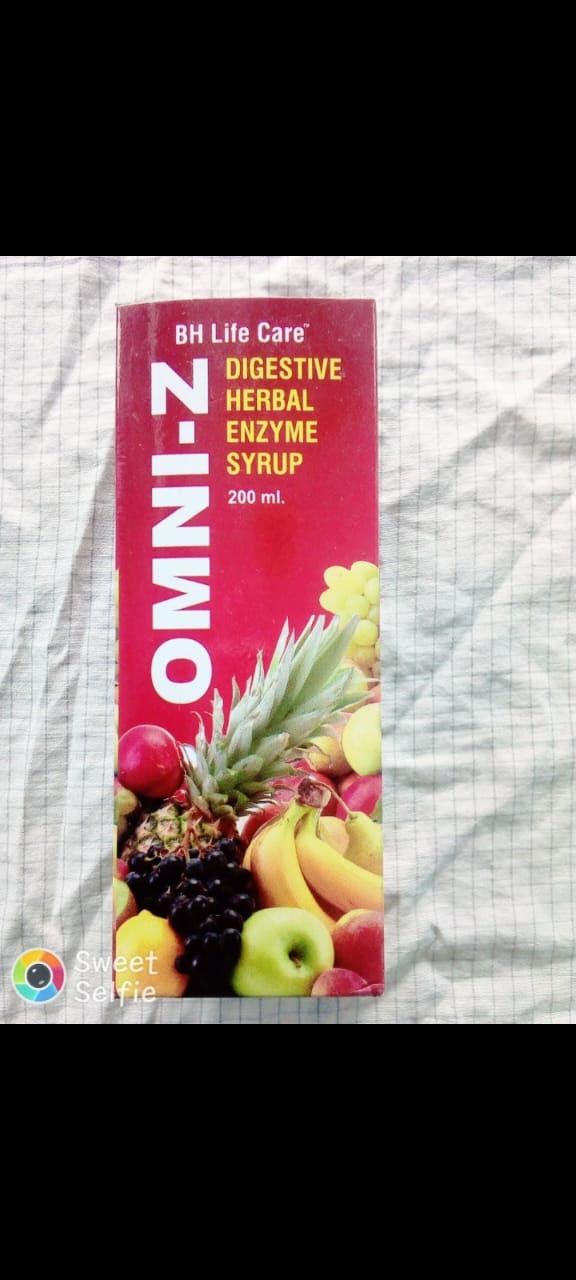 BH Life Care™
OMNI-Z
DIGESTIVE
HERBAL
ENZYME
SYRUP
200 ml.
Sweet
Selfie